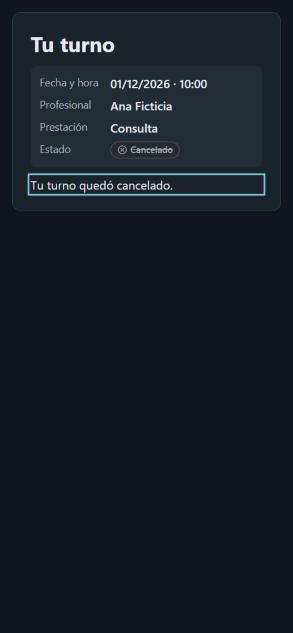 Tu turno
Fecha y hora 01/12/2026 · 10:00
Profesional Ana Ficticia
Prestación Consulta
Estado Cancelado
Tu turno quedó cancelado.